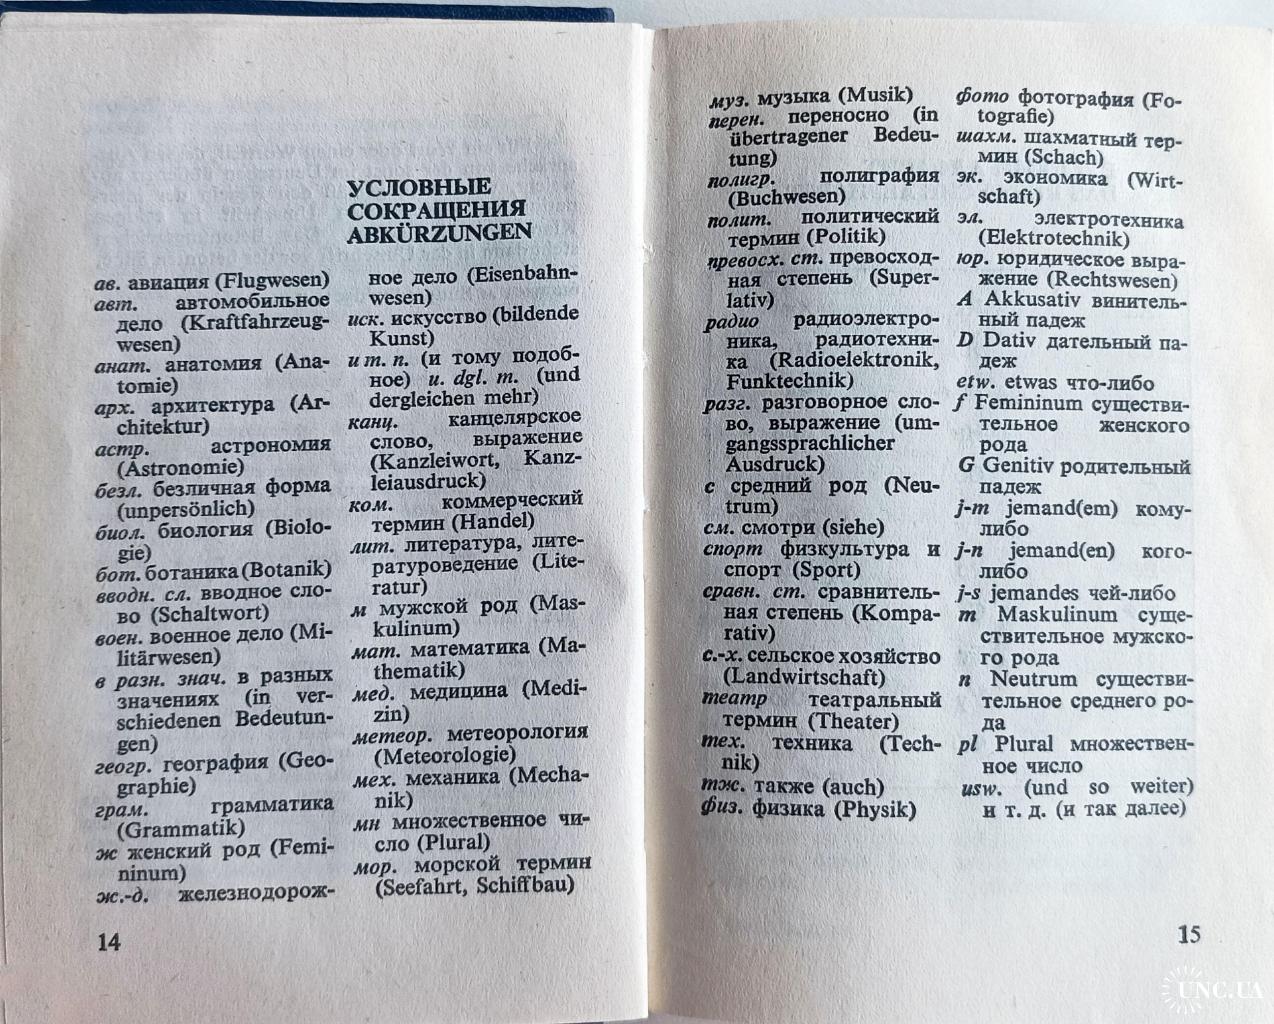 УСЛОВНЫЕ
СОКРАЩЕНИЯ
ABKÜRZUNGEN
ав. авиация (Flugwesen)
авт. автомобильное
дело (Kraftfahrzeug-
wesen)
анат. анатомия (Ana-
tomie)
арх. архитектура (Ar-
chitektur)
астр. астрономия
(Astronomie)
безл. безличная форма
(unpersönlich)
биол. биология (Biolo-
gie)
бот. ботаника (Botanik)
вводн. сл. вводное сло-
во (Schaltwort)
воен. военное дело (Mi-
litärwesen)
в разн. знач. в разных
значениях (in ver-
schiedenen Bedeutun-
gen)
геогр. география (Geo-
graphie)
грам. грамматика
(Grammatik)
ж женский род (Femi-
ninum)
ж.-д. железнодорож-
ное дело (Eisenbahn-
wesen)
иск. искусство (bildende
Kunst)
и т. п. (и тому подоб-
ное) u. dgl. m. (und
dergleichen mehr)
канц. канцелярское
слово, выражение
(Kanzleiwort, Kanz-
leiausdruck)
ком. коммерческий
термин (Handel)
лит. литература, лите-
ратуроведение (Lite-
ratur)
м мужской род (Mas-
kulinum)
мат. математика (Ma-
thematik)
мед. медицина (Medi-
zin)
метеор. метеорология
(Meteorologie)
мех. механика (Mecha-
nik)
мн множественное чи-
сло (Plural)
мор. морской термин
(Seefahrt, Schiffbau)
14
муз. музыка (Musik)
перен. переносно (in
übertragener Bedeu-
tung)
полигр. полиграфия
(Buchwesen)
полит. политический
термин (Politik)
превосх. ст. превосход-
ная степень (Super-
lativ)
радио радиоэлектро-
ника, радиотехни-
ка (Radioelektronik,
Funktechnik)
разг. разговорное сло-
во, выражение (um-
gangssprachlicher
Ausdruck)
с средний род (Neu-
trum)
см. смотри (siehe)
спорт физкультура и
спорт (Sport)
сравн. ст. сравнитель-
ная степень (Kompa-
rativ)
с.-х. сельское хозяйство
(Landwirtschaft)
театр театральный
термин (Theater)
тех. техника (Tech-
nik)
тж. также (auch)
физ. физика (Physik)
фото фотография (Fo-
tografie)
шахм. шахматный тер-
мин (Schach)
эк. экономика (Wirt-
schaft)
эл. электротехника
(Elektrotechnik)
юр. юридическое выра-
жение (Rechtswesen)
A Akkusativ винитель-
ный падеж
D Dativ дательный па-
деж
etw. etwas что-либо
f Femininum существи-
тельное женского
рода
G Genitiv родительный
падеж
j-m jemand(em) кому-
либо
j-n jemand(en) кого-
либо
j-s jemandes чей-либо
m Maskulinum суще-
ствительное мужско-
го рода
n Neutrum существи-
тельное среднего ро-
да
pl Plural множествен-
ное число
usw. (und so weiter)
и т. д. (и так далее)
15
UNC.UA